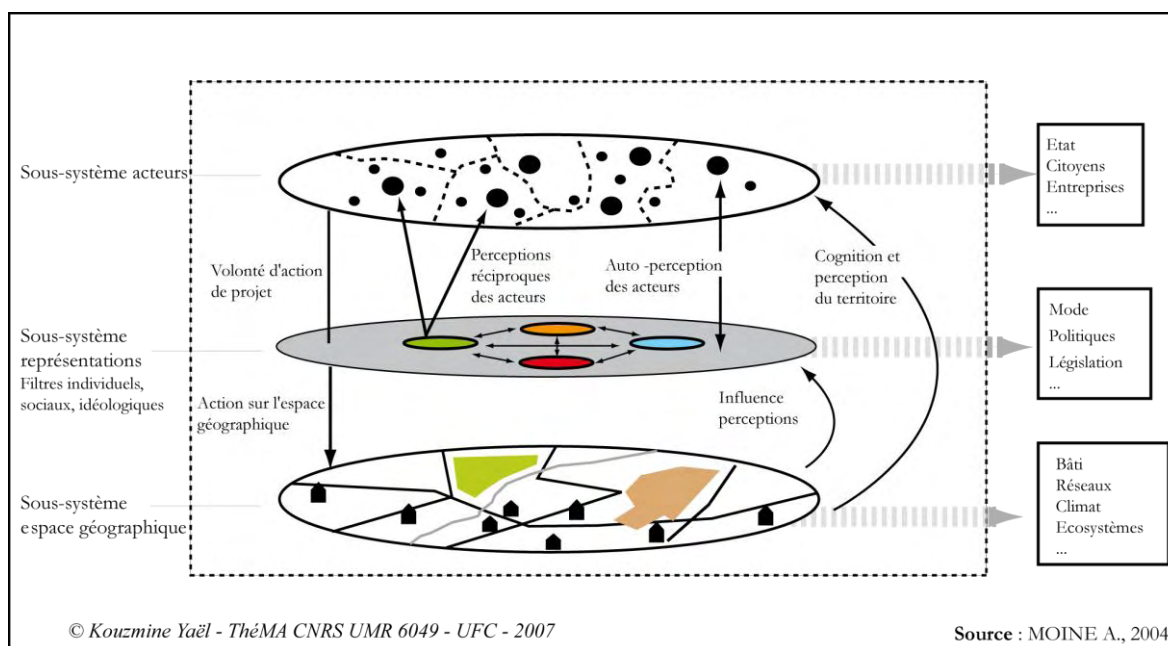 Sous-système acteurs
Etat
Citoyens
Entreprises
...
Volonté d'action
de projet
Perceptions
réciproques
des acteurs
Auto -perception
des acteurs
Cognition et
perception
du territoire
Sous-système
représentations
Filtres individuels,
sociaux, idéologiques
Mode
Politiques
Législation
...
Action sur l'espace
géographique
Influence
perceptions
Sous-système
espace géographique
Bâti
Réseaux
Climat
Ecosystèmes
...
© Kouzmine Yaël - ThéMA CNRS UMR 6049 - UFC - 2007
Source : MOINE A., 2004